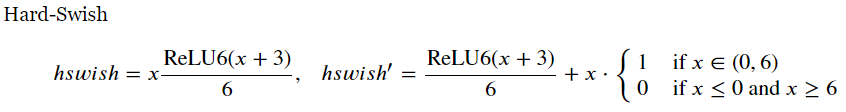 Hard-Swish
hswish = x ReLU6(x + 3)/6, hswish′ = ReLU6(x + 3)/6 + x · { 1 if x ∈ (0, 6)
0 if x ≤ 0 and x ≥ 6